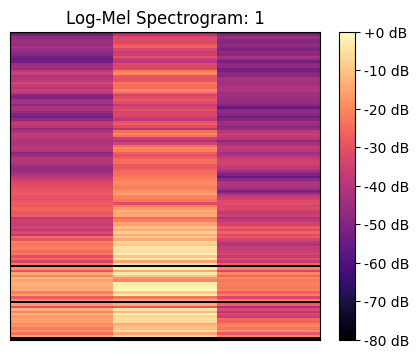 Log-Mel Spectrogram: 1
+0 dB
-10 dB
-20 dB
-30 dB
-40 dB
-50 dB
-60 dB
-70 dB
-80 dB